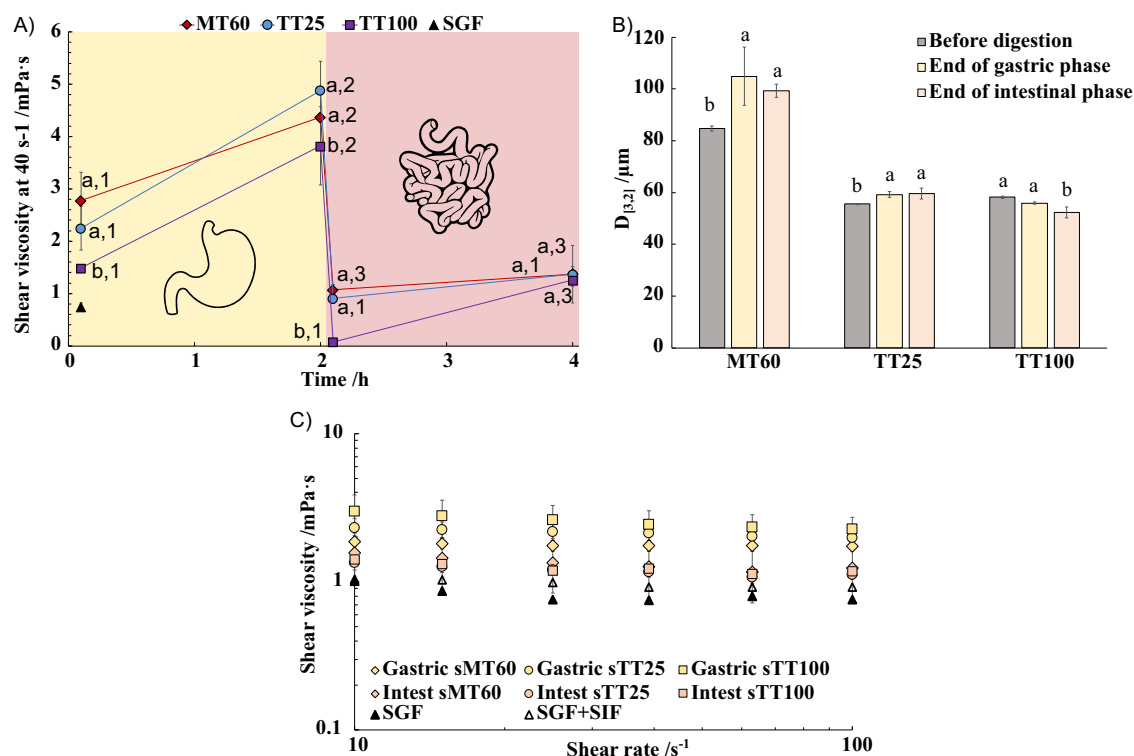 A)
MT60 TT25 TT100 SGF
Shear viscosity at 40 s-1 /mPa·s
6
5
4
3
2
1
0
a,1
a,1
b,1
a,2
a,2
b,2
a,3
a,1
b,1
a,3
a,1
a,3
0 1 2 3 4
Time /h
B)
Before digestion
End of gastric phase
End of intestinal phase
D[3,2] /µm
120
100
80
60
40
20
0
b a a
b a a
a a b
MT60 TT25 TT100
C)
Shear viscosity /mPa·s
10
1
0.1
Gastric sMT60 Gastric sTT25 Gastric sTT100
Intest sMT60 Intest sTT25 Intest sTT100
SGF SGF+SIF
10 100
Shear rate /s-1